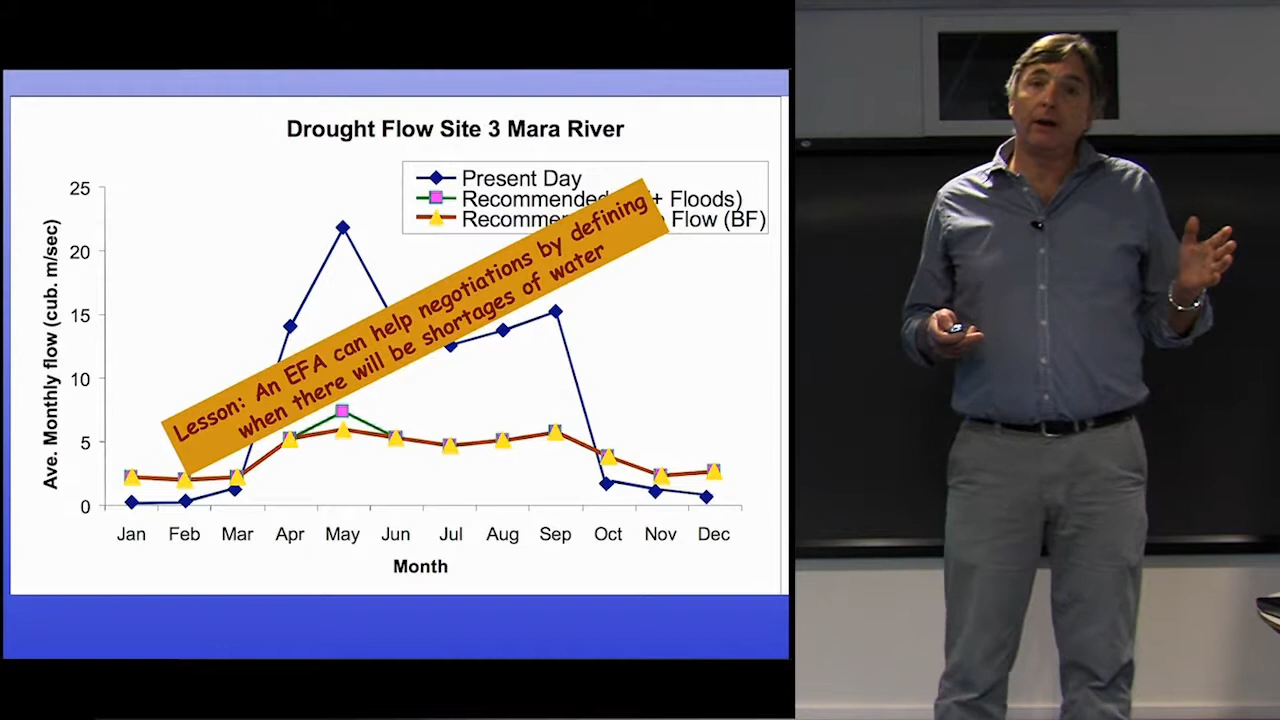 Drought Flow Site 3 Mara River
Present Day
Recommended + Floods)
Flow (BF)
Lesson: An EFA can help negotiations by defining
when there will be shortages of water
Ave. Monthly flow (cub. m/sec)
25
20
15
10
5
0
Jan Feb Mar Apr May Jun Jul Aug Sep Oct Nov Dec
Month